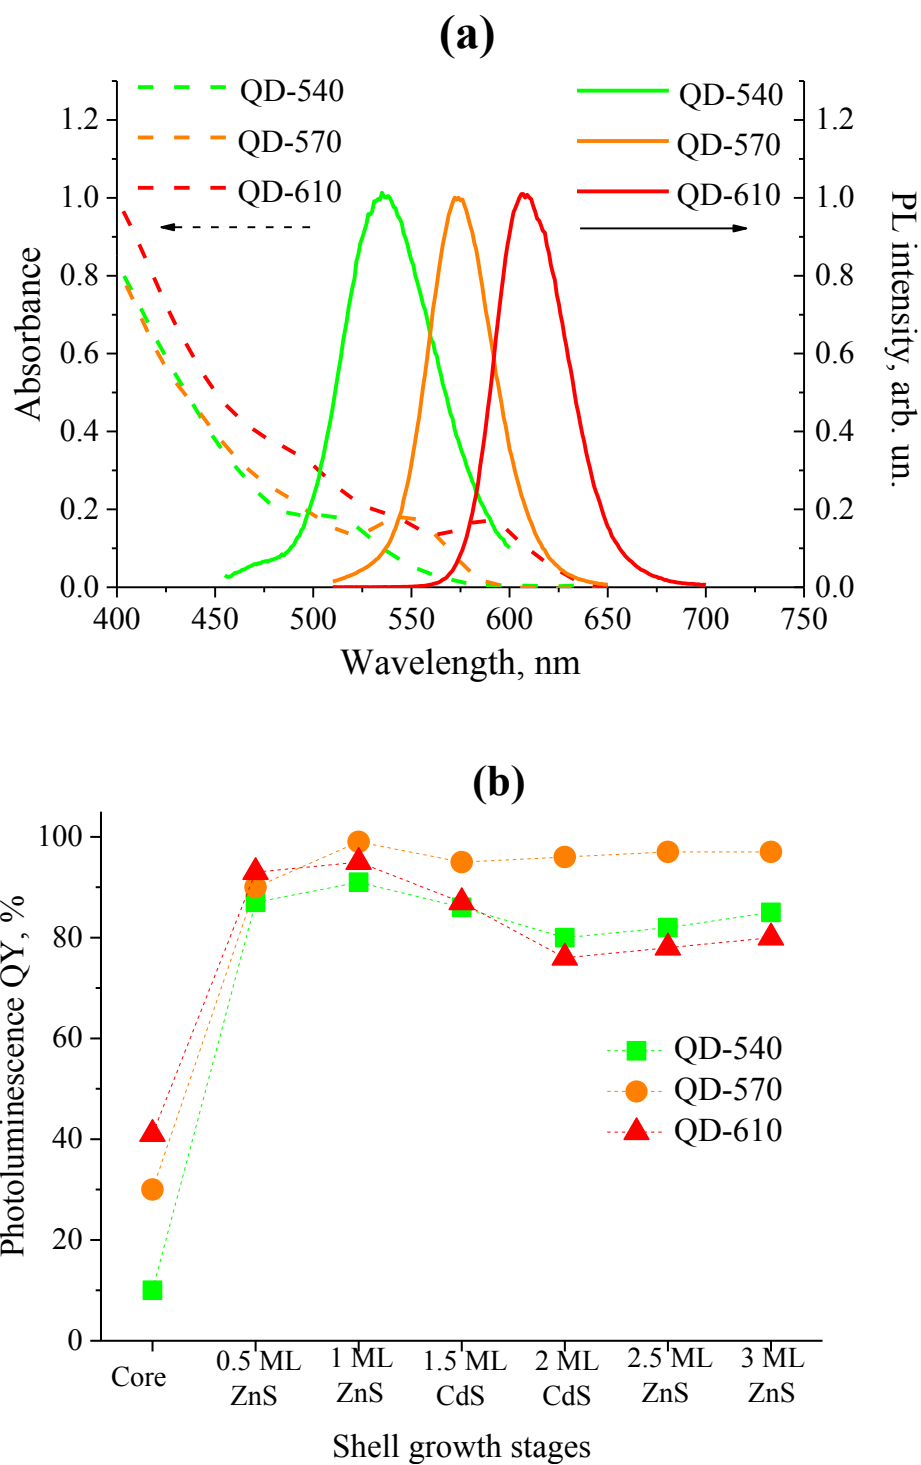 (a)
QD-540
QD-570
QD-610
QD-540
QD-570
QD-610
1.2
1.0
0.8
0.6
0.4
0.2
0.0
Absorbance
1.2
1.0
0.8
0.6
0.4
0.2
0.0
PL intensity, arb. un.
400 450 500 550 600 650 700 750
Wavelength, nm
(b)
100
80
60
40
20
0
Photoluminescence QY, %
QD-540
QD-570
QD-610
Core
0.5 ML
ZnS
1 ML
ZnS
1.5 ML
CdS
2 ML
CdS
2.5 ML
ZnS
3 ML
ZnS
Shell growth stages